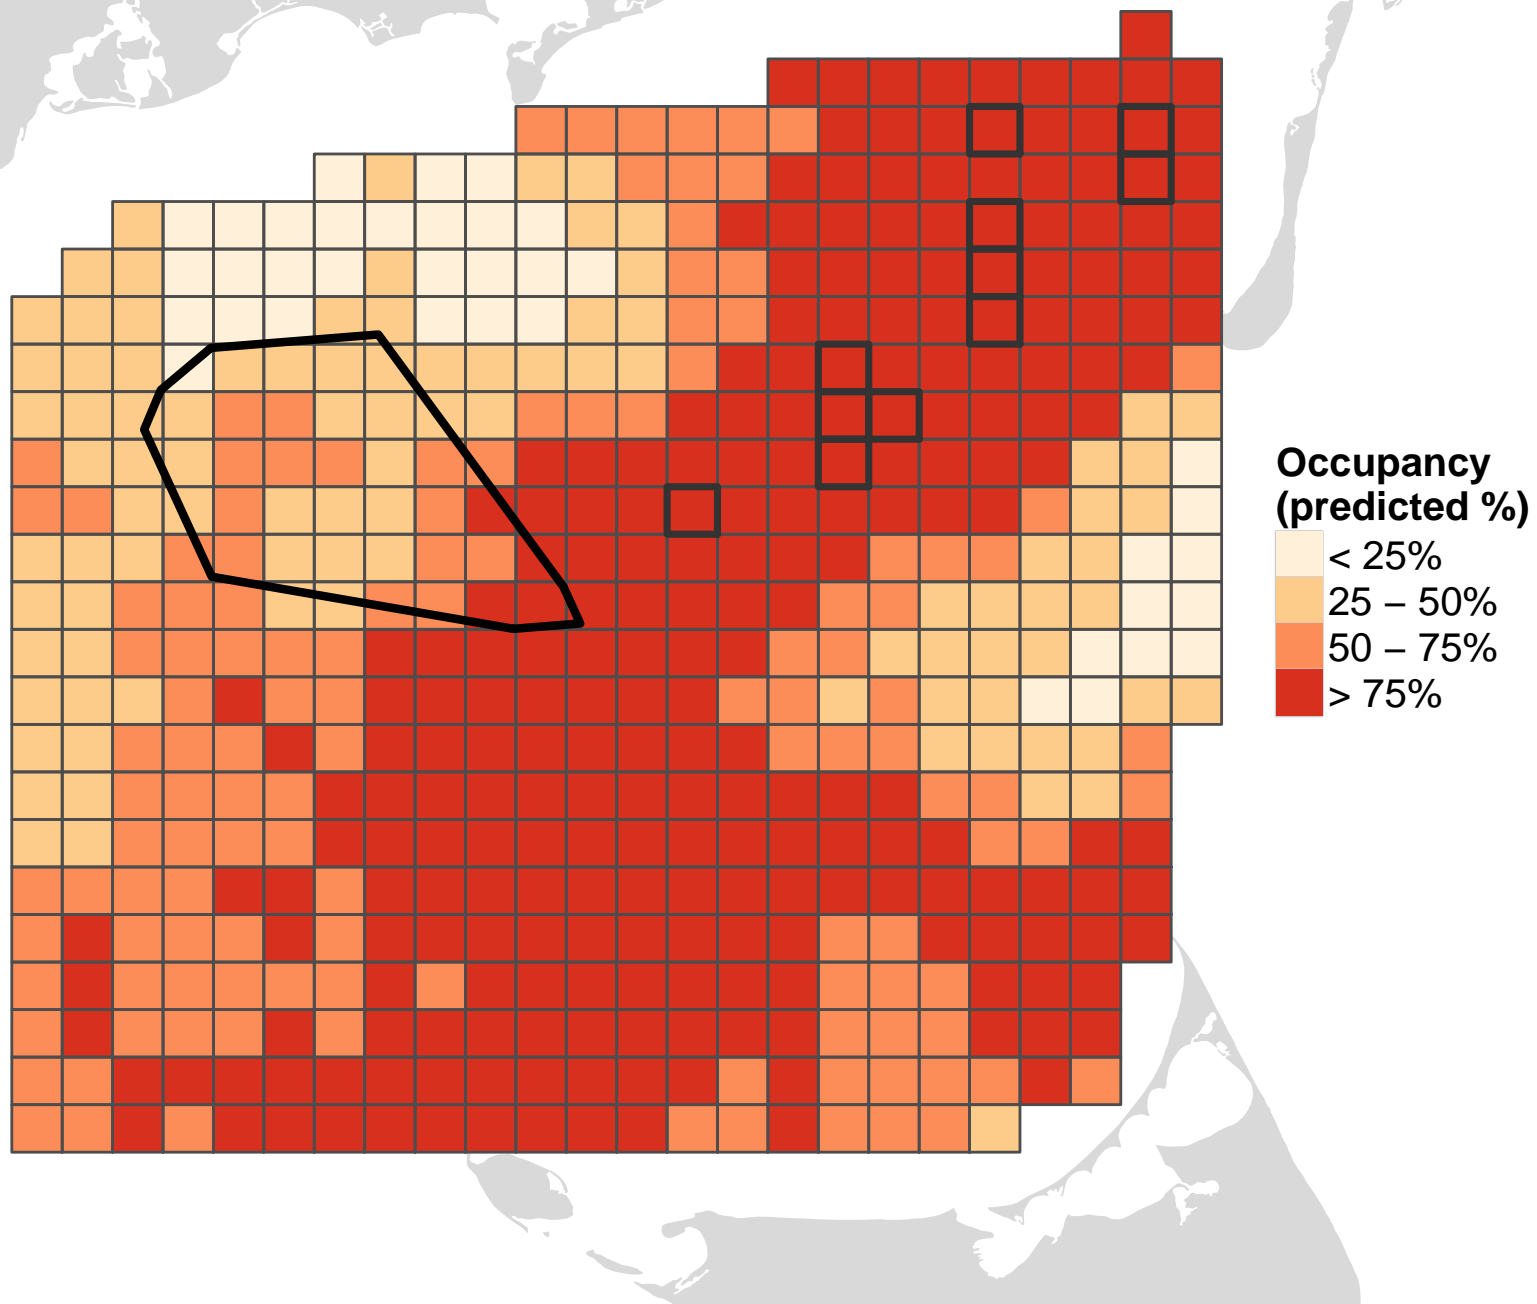 Occupancy
(predicted %)
< 25%
25 – 50%
50 – 75%
> 75%